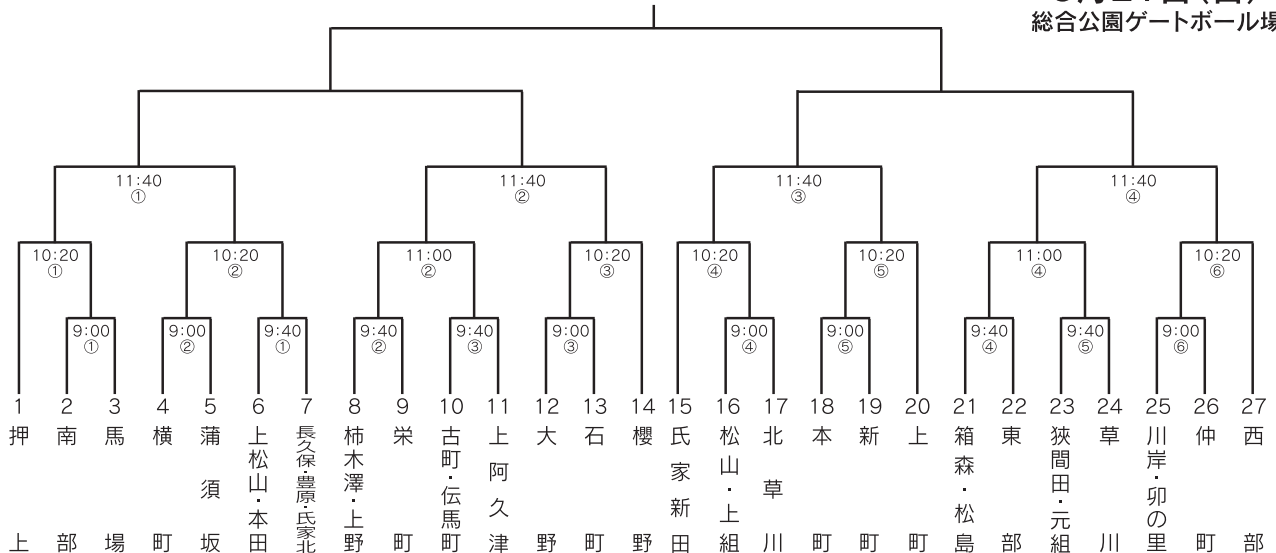 総合公園ゲートボール場
11:40
①
11:40
②
11:40
③
11:40
④
10:20
①
10:20
②
11:00
②
10:20
③
10:20
④
10:20
⑤
11:00
④
10:20
⑥
9:00
①
9:00
②
9:40
①
9:40
②
9:40
③
9:00
③
9:00
④
9:00
⑤
9:40
④
9:40
⑤
9:00
⑥
1
押上
2
南部
3
馬場
4
横町
5
蒲須坂
6
上松山・本田
7
長久保・豊原・氏家北
8
柿木澤・上野
9
栄町
10
古町・伝馬町
11
上阿久津
12
大野
13
石町
14
櫻野
15
氏家新田
16
松山・上組
17
北草川
18
本町
19
新町
20
上町
21
箱森・松島
22
東部
23
狹間田・元組
24
草川
25
川岸・卯の里
26
仲町
27
西部